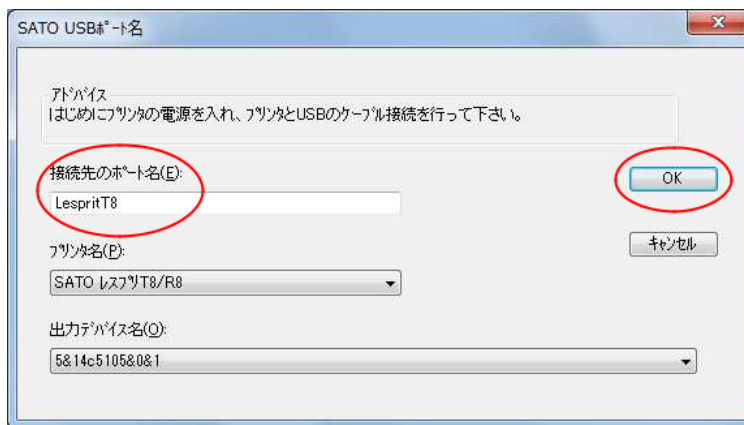 SATO USBﾎﾟｰﾄ名
ｱﾄﾞﾊﾞｲｽ
はじめにﾌﾟﾘﾝﾀの電源を入れ、ﾌﾟﾘﾝﾀとUSBのｹｰﾌﾞﾙ接続を行って下さい。
接続先のﾎﾟｰﾄ名(E):
LespritT8
OK
ｷｬﾝｾﾙ
ﾌﾟﾘﾝﾀ名(P):
SATO ﾚｽﾌﾟﾘT8/R8
出力ﾃﾞﾊﾞｲｽ名(O):
5&14c5105&0&1